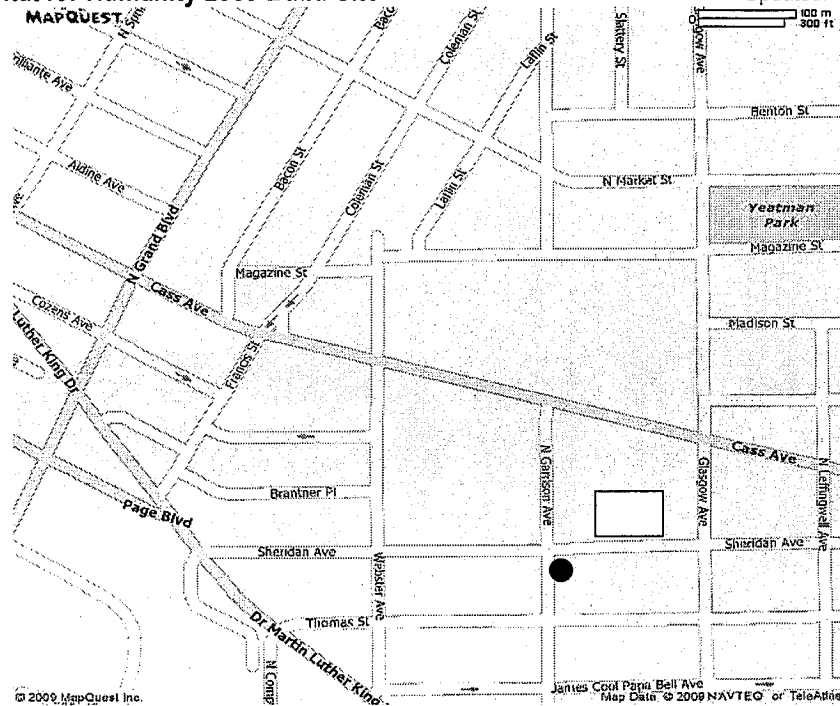 MAPQUEST
100 m
0
300 ft
Coleman St
Laflin St
Slattery St
Benton St
Aldine Ave
Bacon St
Coleman St
Laflin St
N Market St
Yeatman
Park
N Grand Blvd
Magazine St
Magazine St
Cass Ave
Cozens Ave
Madison St
Luther King Dr
Francis St
N Garrison Ave
Glasgow Ave
Cass Ave
N Leffingwell Ave
Brantner Pl
Page Blvd
Sheridan Ave
Sheridan Ave
Webster Ave
Thomas St
Dr Martin Luther King
N Comp
James Cool Papa Bell Ave
© 2009 MapQuest Inc.
Map Data © 2009 NAVTEQ or TeleAtlas